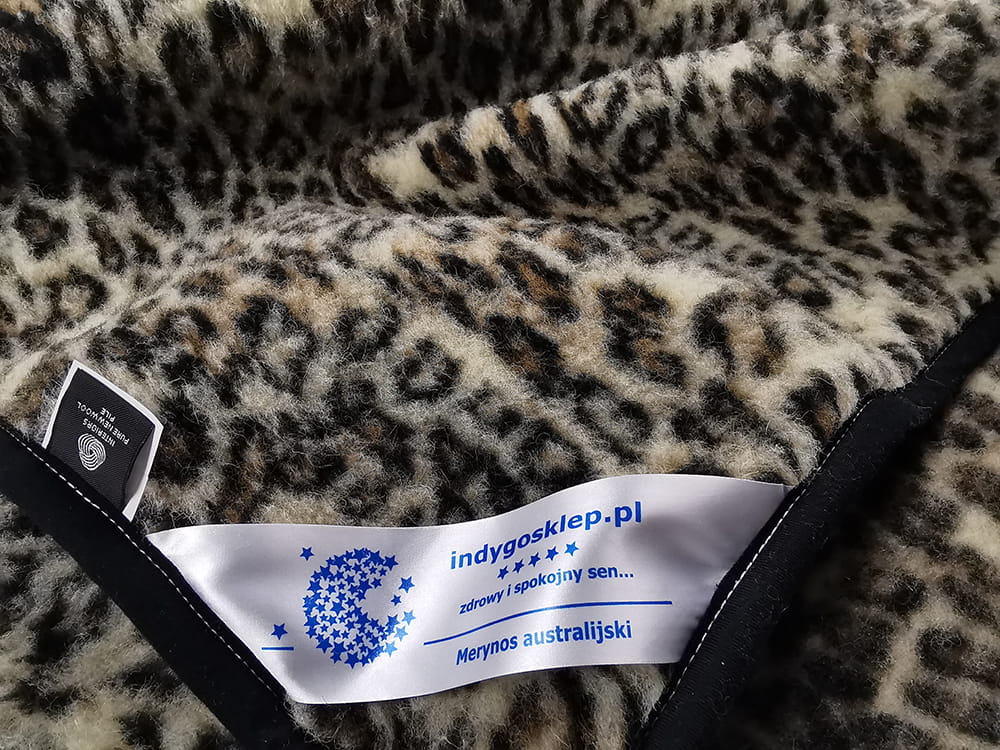 INTERIORS
PURE NEW WOOL
PILE
indygosklep.pl
zdrowy i spokojny sen...
Merynos australijski